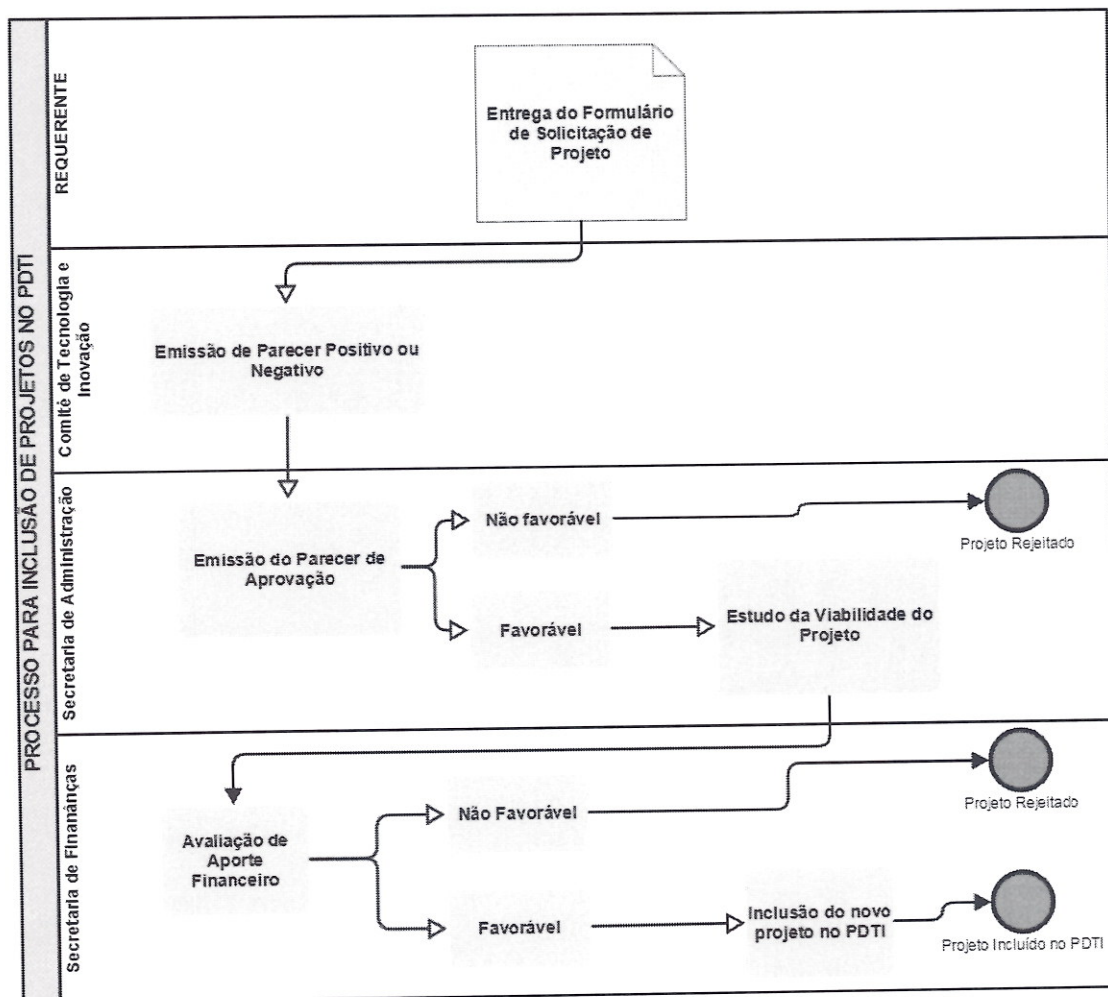 PROCESSO PARA INCLUSÃO DE PROJETOS NO PDTI
REQUERENTE
Entrega do Formulário
de Solicitação de
Projeto
Comitê de Tecnologia e
Inovação
Emissão de Parecer Positivo ou
Negativo
Secretaria de Administração
Emissão do Parecer de
Aprovação
Não favorável
Projeto Rejeitado
Favorável
Estudo da Viabilidade do
Projeto
Secretaria de Finanánças
Avaliação de
Aporte
Financeiro
Não Favorável
Projeto Rejeitado
Favorável
Inclusão do novo
projeto no PDTI
Projeto Incluído no PDTI